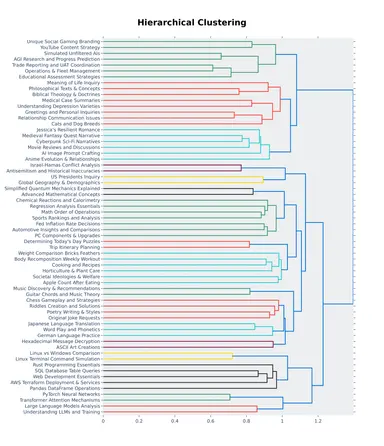 Hierarchical Clustering
Unique Social Gaming Branding
YouTube Content Strategy
Simulated Unfiltered AIs
AGI Research and Progress Prediction
Trade Reporting and UAT Coordination
Operations & Fleet Management
Educational Assessment Strategies
Meaning of Life Inquiry
Philosophical Texts & Concepts
Biblical Theology & Doctrines
Medical Case Summaries
Understanding Depression Varieties
Greetings and Personal Inquiries
Relationship Communication Issues
Cats and Dog Breeds
Jessica's Resilient Romance
Medieval Fantasy Quest Narrative
Cyberpunk Sci-Fi Narratives
Movie Reviews and Discussions
AI Image Prompt Crafting
Anime Evolution & Relationships
Israel-Hamas Conflict Analysis
Antisemitism and Historical Inaccuracies
US Presidents Inquiry
Global Geography & Demographics
Simplified Quantum Mechanics Explained
Advanced Mathematical Concepts
Chemical Reactions and Calorimetry
Regression Analysis Essentials
Math Order of Operations
Sports Rankings and Analysis
Fed Inflation Rate Decisions
Automotive Insights and Comparisons
PC Components & Upgrades
Determining Today's Day Puzzles
Trip Itinerary Planning
Weight Comparison Bricks Feathers
Body Recomposition Weekly Workout
Cooking and Recipes
Horticulture & Plant Care
Societal Ideologies & Welfare
Apple Count After Eating
Music Discovery & Recommendations
Guitar Chords and Music Theory
Chess Gameplay and Strategies
Riddles Creation and Solutions
Poetry Writing & Styles
Original Joke Requests
Japanese Language Translation
Word Play and Phonetics
German Language Practice
Hexadecimal Message Decryption
ASCII Art Creations
Linux vs Windows Comparison
Linux Terminal Command Simulation
Rust Programming Essentials
SQL Database Table Queries
Web Development Essentials
AWS Terraform Deployment & Services
Pandas DataFrame Operations
PyTorch Neural Networks
Transformer Attention Mechanisms
Large Language Models Analysis
Understanding LLMs and Training
0 0.2 0.4 0.6 0.8 1 1.2